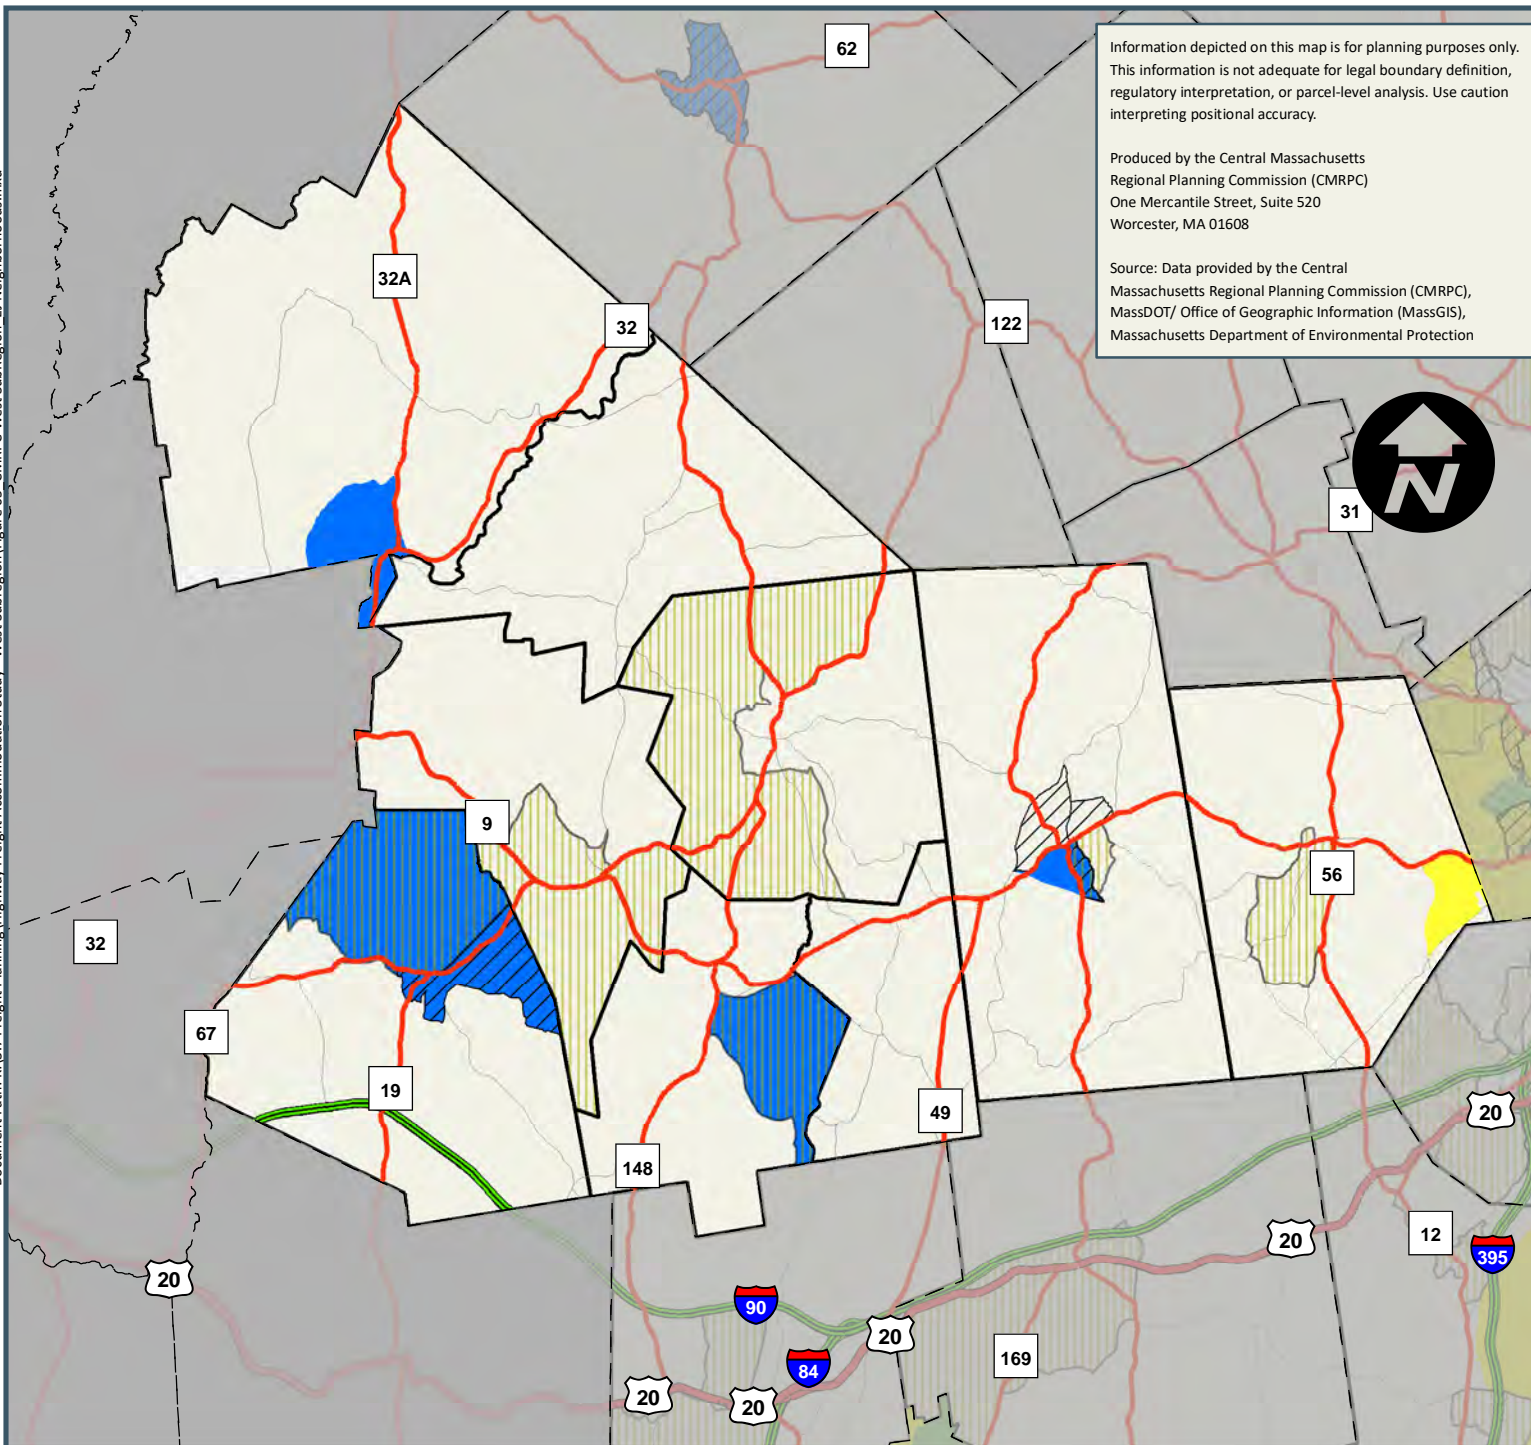 62
Information depicted on this map is for planning purposes only.
This information is not adequate for legal boundary definition,
regulatory interpretation, or parcel-level analysis. Use caution
interpreting positional accuracy.
Produced by the Central Massachusetts
Regional Planning Commission (CMRPC)
One Mercantile Street, Suite 520
Worcester, MA 01608
Source: Data provided by the Central
Massachusetts Regional Planning Commission (CMRPC),
MassDOT/ Office of Geographic Information (MassGIS),
Massachusetts Department of Environmental Protection
32A
32
122
31
N
9
56
32
67
19
49
20
148
20
12
395
20
90
20
84
169
20
20